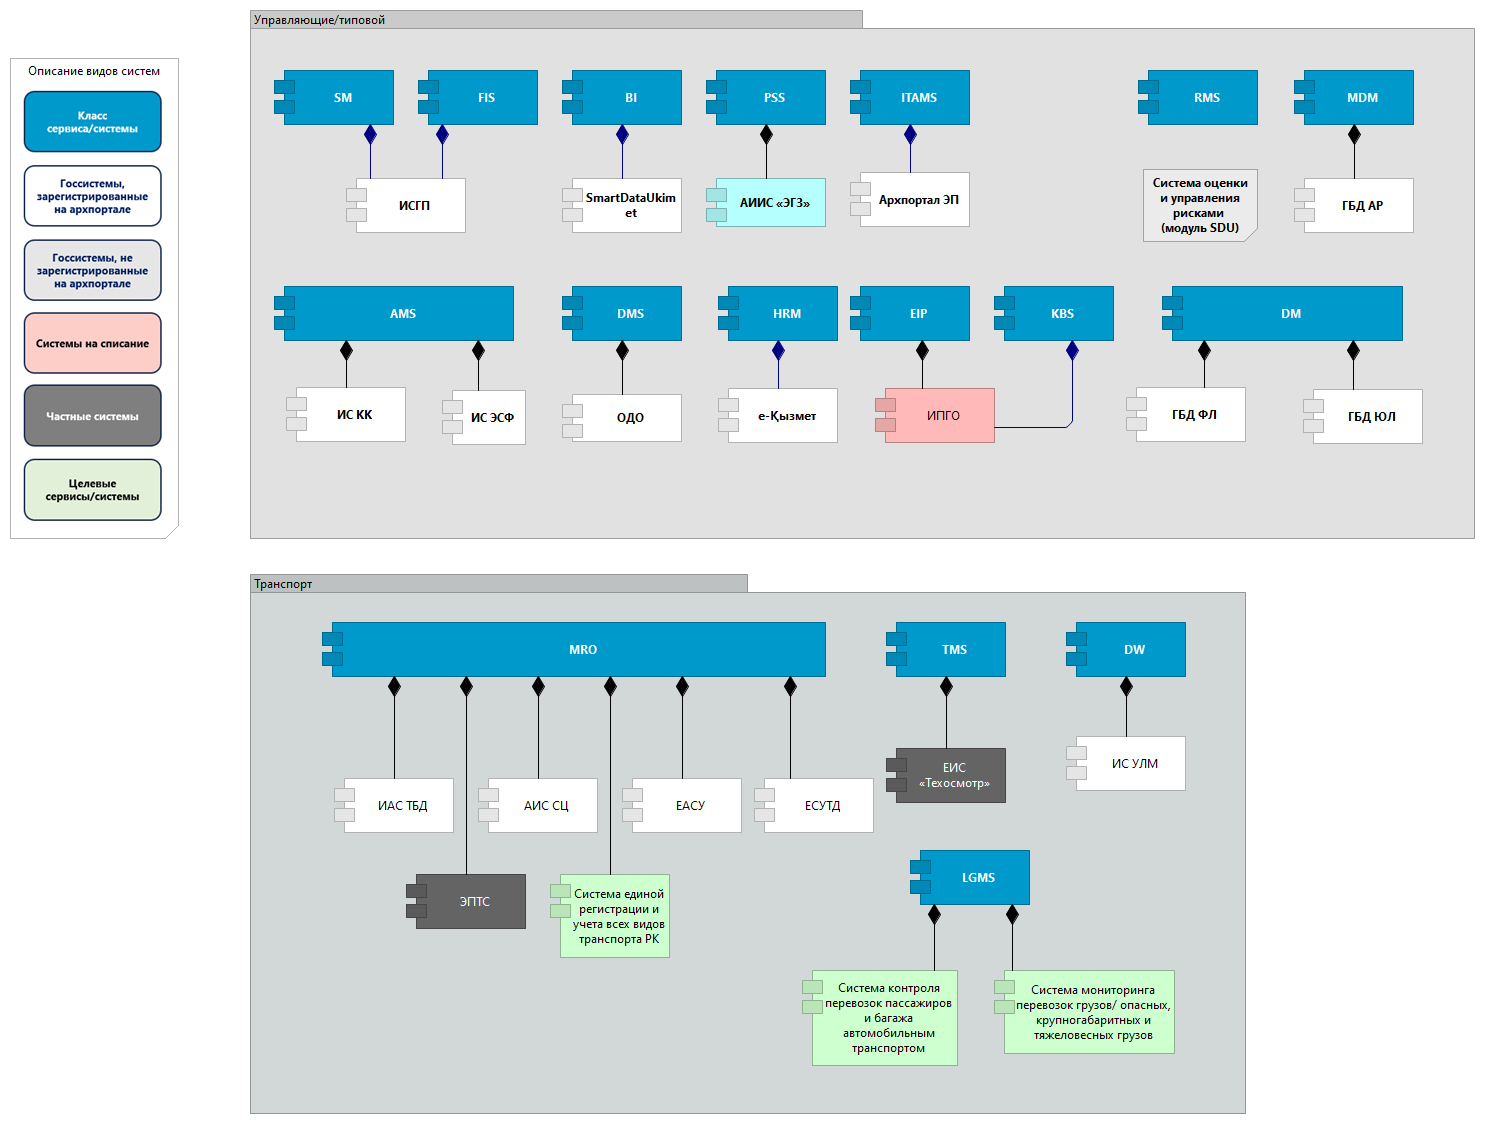 Описание видов систем
Класс
сервиса/системы
Госсистемы,
зарегистрированные
на архпортале
Госсистемы, не
зарегистрированные
на архпортале
Системы на списание
Частные системы
Целевые
сервисы/системы
Управляющие/типовой
SM
FIS
BI
PSS
ITAMS
RMS
MDM
ИСГП
SmartDataUkim
et
АИИС «ЭГЗ»
Архпортал ЭП
Система оценки
и управления
рисками
(модуль SDU)
ГБД АР
AMS
DMS
HRM
EIP
KBS
DM
ИС КК
ИС ЭСФ
ОДО
е-Қызмет
ИПГО
ГБД ФЛ
ГБД ЮЛ
Транспорт
MRO
TMS
DW
ИАС ТБД
АИС СЦ
ЕАСУ
ЕСУТД
ЕИС
«Техосмотр»
ИС УЛМ
ЭПТС
Система единой
регистрации и
учета всех видов
транспорта РК
LGMS
Система контроля
перевозок пассажиров
и багажа
автомобильным
транспортом
Система мониторинга
перевозок грузов/ опасных,
крупногабаритных и
тяжеловесных грузов